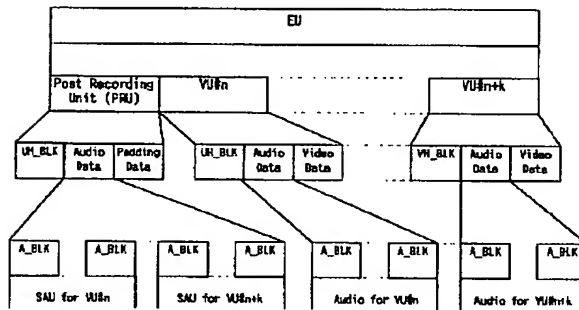 EU
Post Recording Unit (PRU) VU#n VU#n+k
UH_BLK Audio Data Padding Data UH_BLK Audio Data Video Data VH_BLK Audio Data Video Data
A_BLK A_BLK A_BLK A_BLK A_BLK A_BLK A_BLK A_BLK
SAU for VU#n SAU for VU#n+k Audio for VU#n Audio for VU#n+k